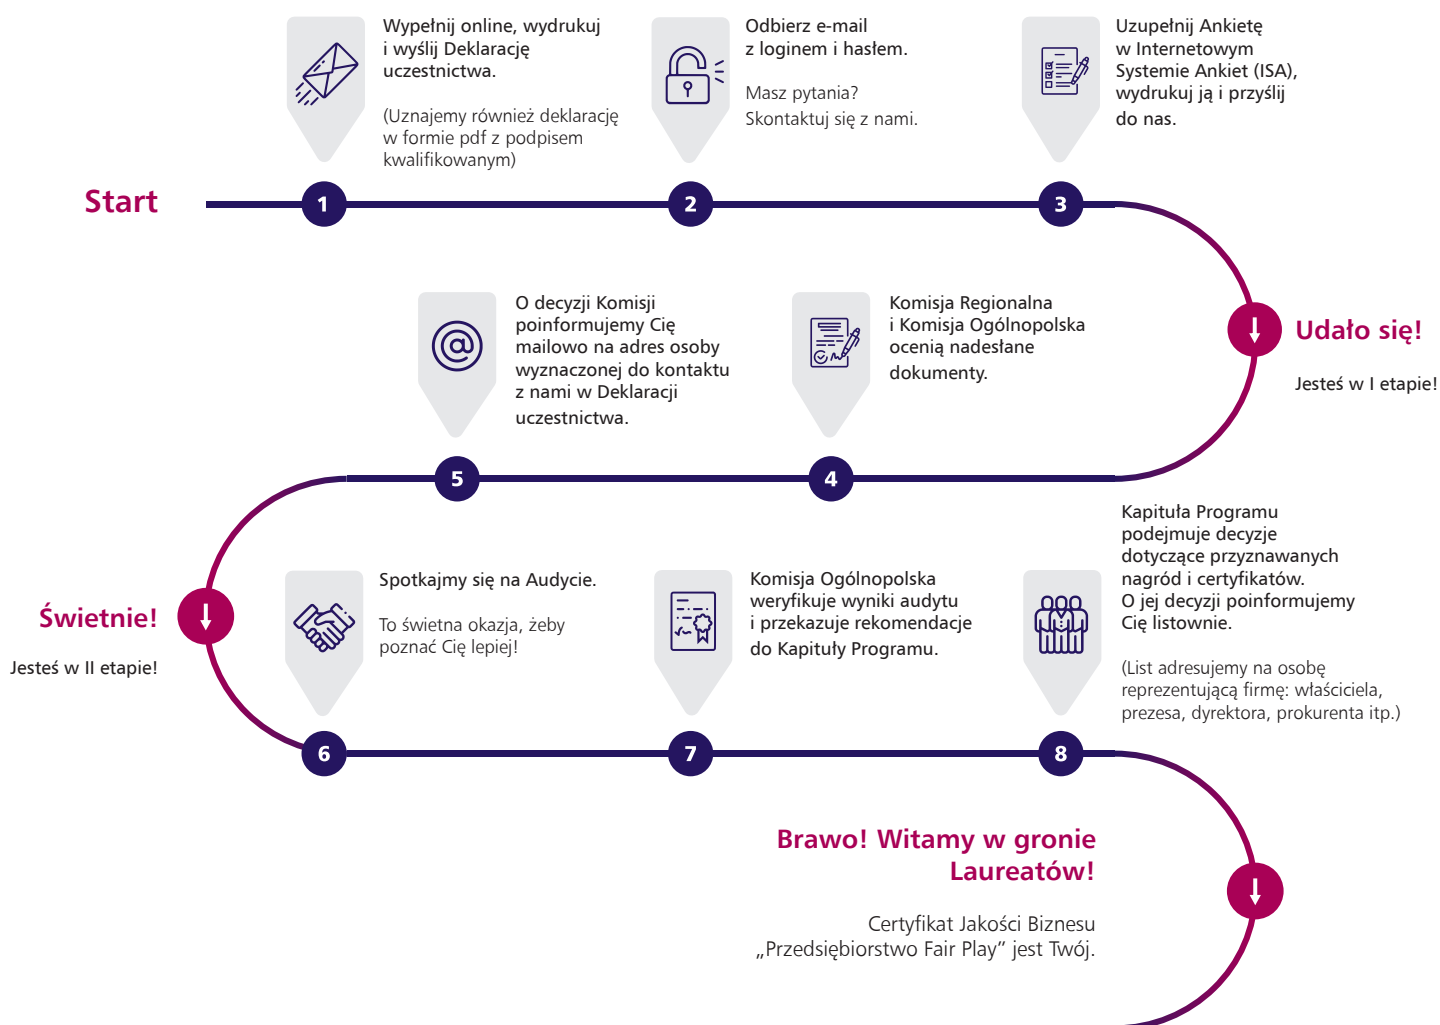 Wypełnij online, wydrukuj
i wyślij Deklarację
uczestnictwa.
(Uznajemy również deklarację
w formie pdf z podpisem
kwalifikowanym)
Odbierz e-mail
z loginem i hasłem.
Masz pytania?
Skontaktuj się z nami.
Uzupełnij Ankietę
w Internetowym
Systemie Ankiet (ISA),
wydrukuj ją i przyślij
do nas.
Start
1
2
3
Udało się!
Jesteś w I etapie!
Komisja Regionalna
i Komisja Ogólnopolska
ocenią nadesłane
dokumenty.
4
O decyzji Komisji
poinformujemy Cię
mailowo na adres osoby
wyznaczonej do kontaktu
z nami w Deklaracji
uczestnictwa.
5
Świetnie!
Jesteś w II etapie!
Spotkajmy się na Audycie.
To świetna okazja, żeby
poznać Cię lepiej!
6
Komisja Ogólnopolska
weryfikuje wyniki audytu
i przekazuje rekomendacje
do Kapituły Programu.
7
Kapituła Programu
podejmuje decyzje
dotyczące przyznawanych
nagród i certyfikatów.
O jej decyzji poinformujemy
Cię listownie.
(List adresujemy na osobę
reprezentującą firmę: właściciela,
prezesa, dyrektora, prokurenta itp.)
8
Brawo! Witamy w gronie
Laureatów!
Certyfikat Jakości Biznesu
„Przedsiębiorstwo Fair Play” jest Twój.